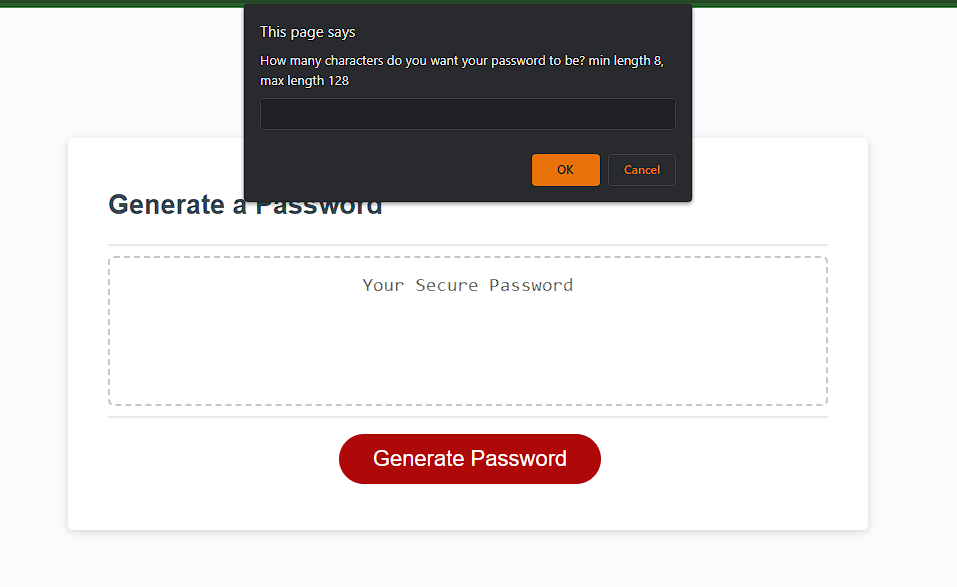 This page says
How many characters do you want your password to be? min length 8,
max length 128
OK
Cancel
Generate a Password
Your Secure Password
Generate Password